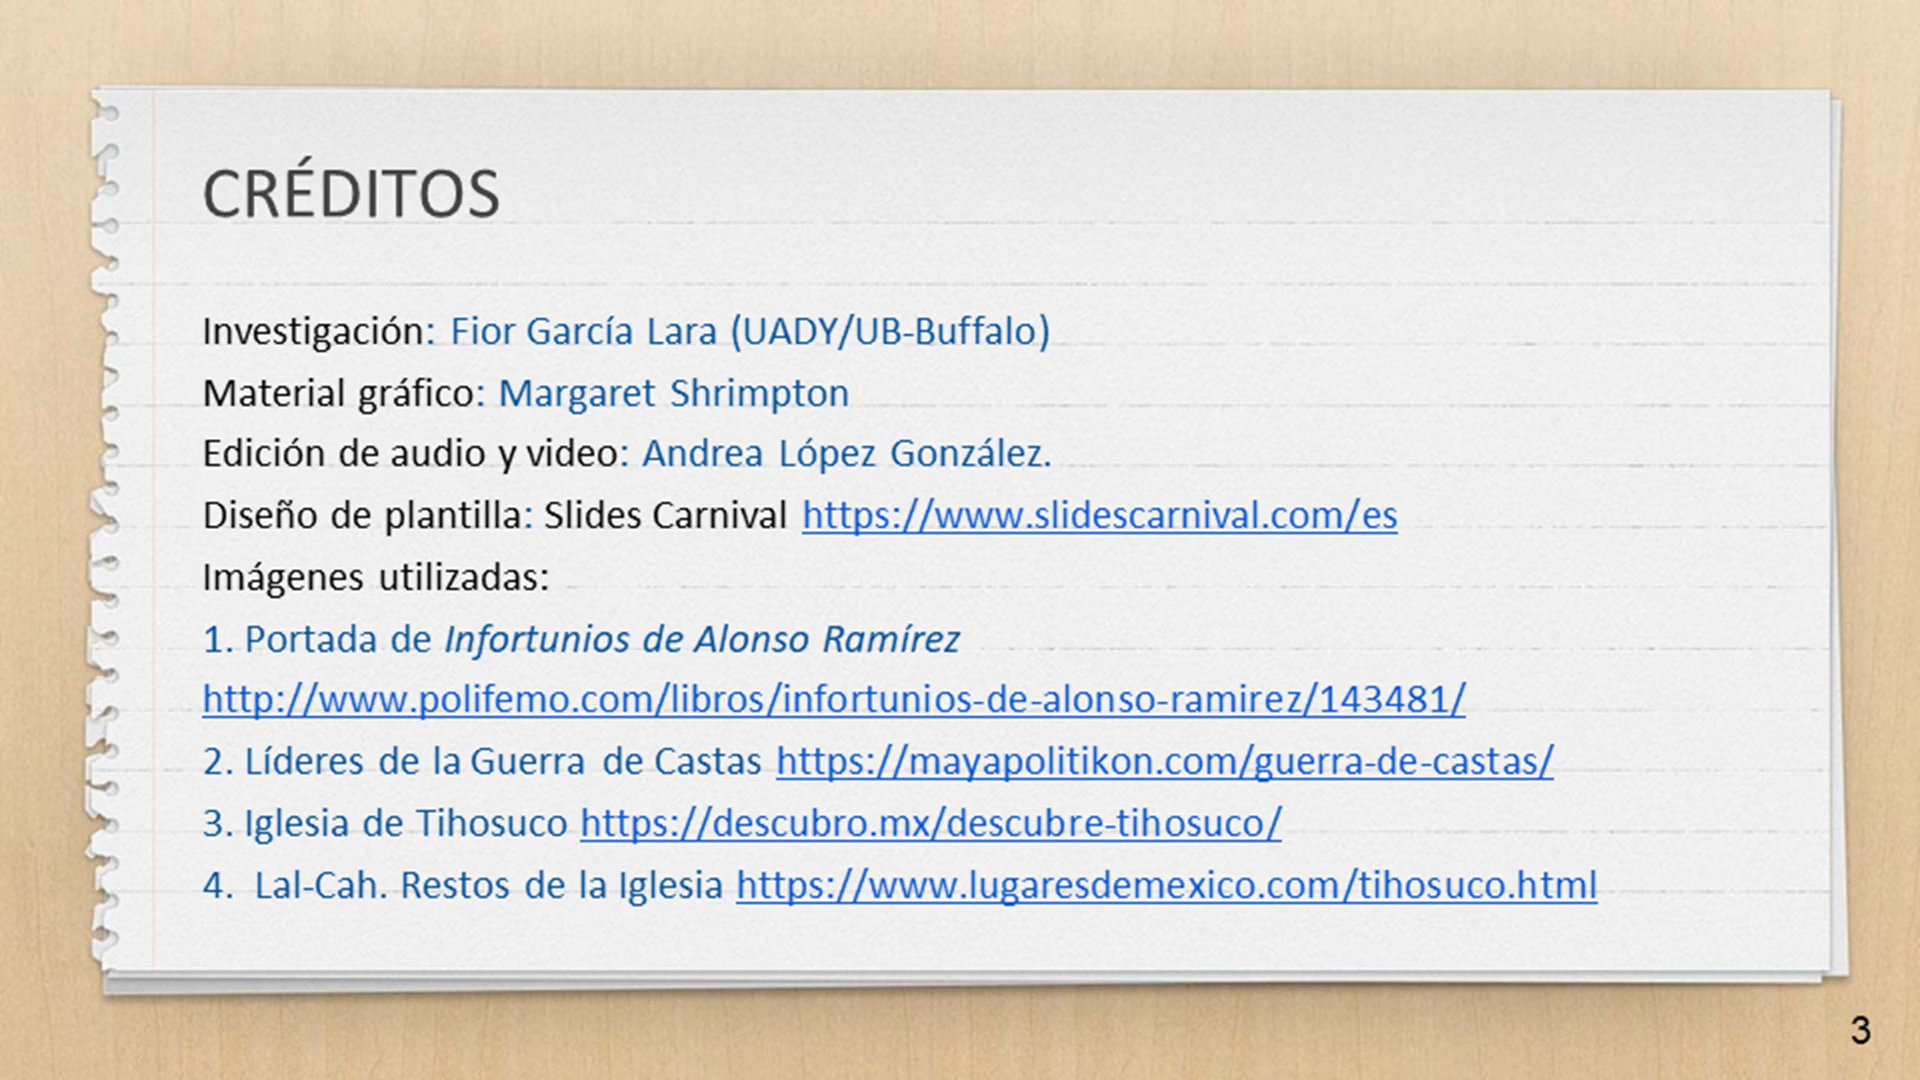 CRÉDITOS
Investigación: Fior García Lara (UADY/UB-Buffalo)
Material gráfico: Margaret Shrimpton
Edición de audio y video: Andrea López González.
Diseño de plantilla: Slides Carnival https://www.slidescarnival.com/es
Imágenes utilizadas:
1. Portada de Infortunios de Alonso Ramírez
http://www.polifemo.com/libros/infortunios-de-alonso-ramirez/143481/
2. Líderes de la Guerra de Castas https://mayapolitikon.com/guerra-de-castas/
3. Iglesia de Tihosuco https://descubro.mx/descubre-tihosuco/
4. Lal-Cah. Restos de la Iglesia https://www.lugaresdemexico.com/tihosuco.html
3